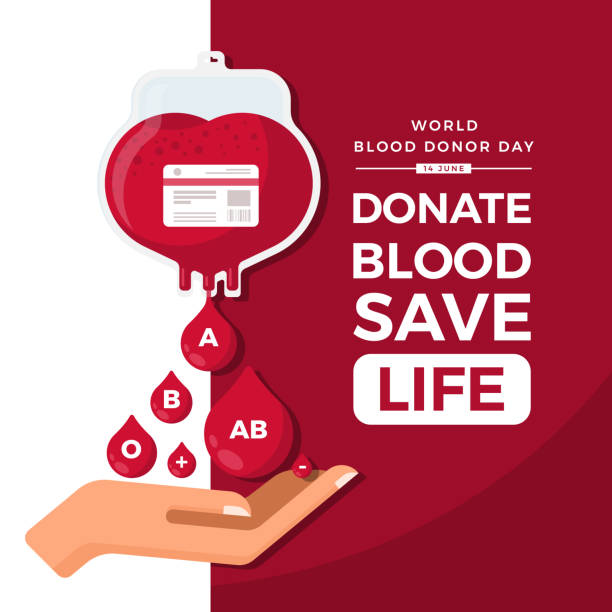 WORLD
BLOOD DONOR DAY
14 JUNE
DONATE
BLOOD
SAVE
LIFE
A
B
AB
O
+
-